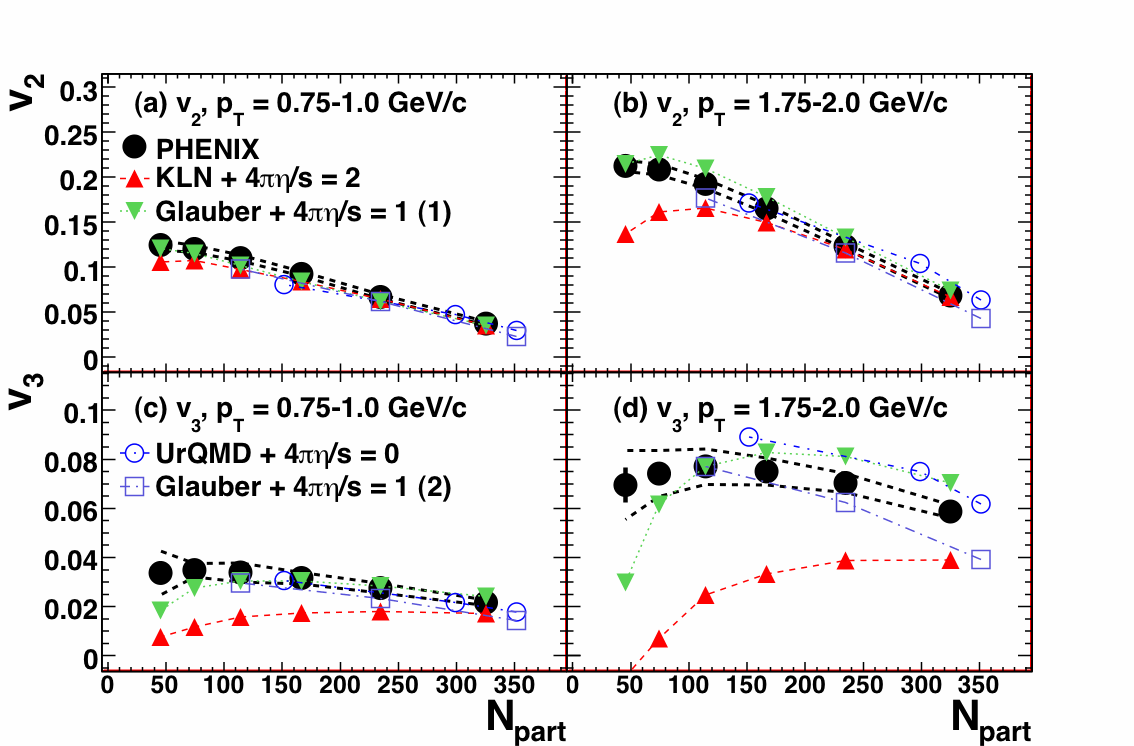 v2
0.3
0.25
0.2
0.15
0.1
0.05
0
(a) v2, pT = 0.75-1.0 GeV/c
PHENIX
KLN + 4πη/s = 2
Glauber + 4πη/s = 1 (1)
(b) v2, pT = 1.75-2.0 GeV/c
v3
0.1
0.08
0.06
0.04
0.02
0
(c) v3, pT = 0.75-1.0 GeV/c
UrQMD + 4πη/s = 0
Glauber + 4πη/s = 1 (2)
(d) v3, pT = 1.75-2.0 GeV/c
0 50 100 150 200 250 300 350
0 50 100 150 200 250 300 350
Npart
Npart